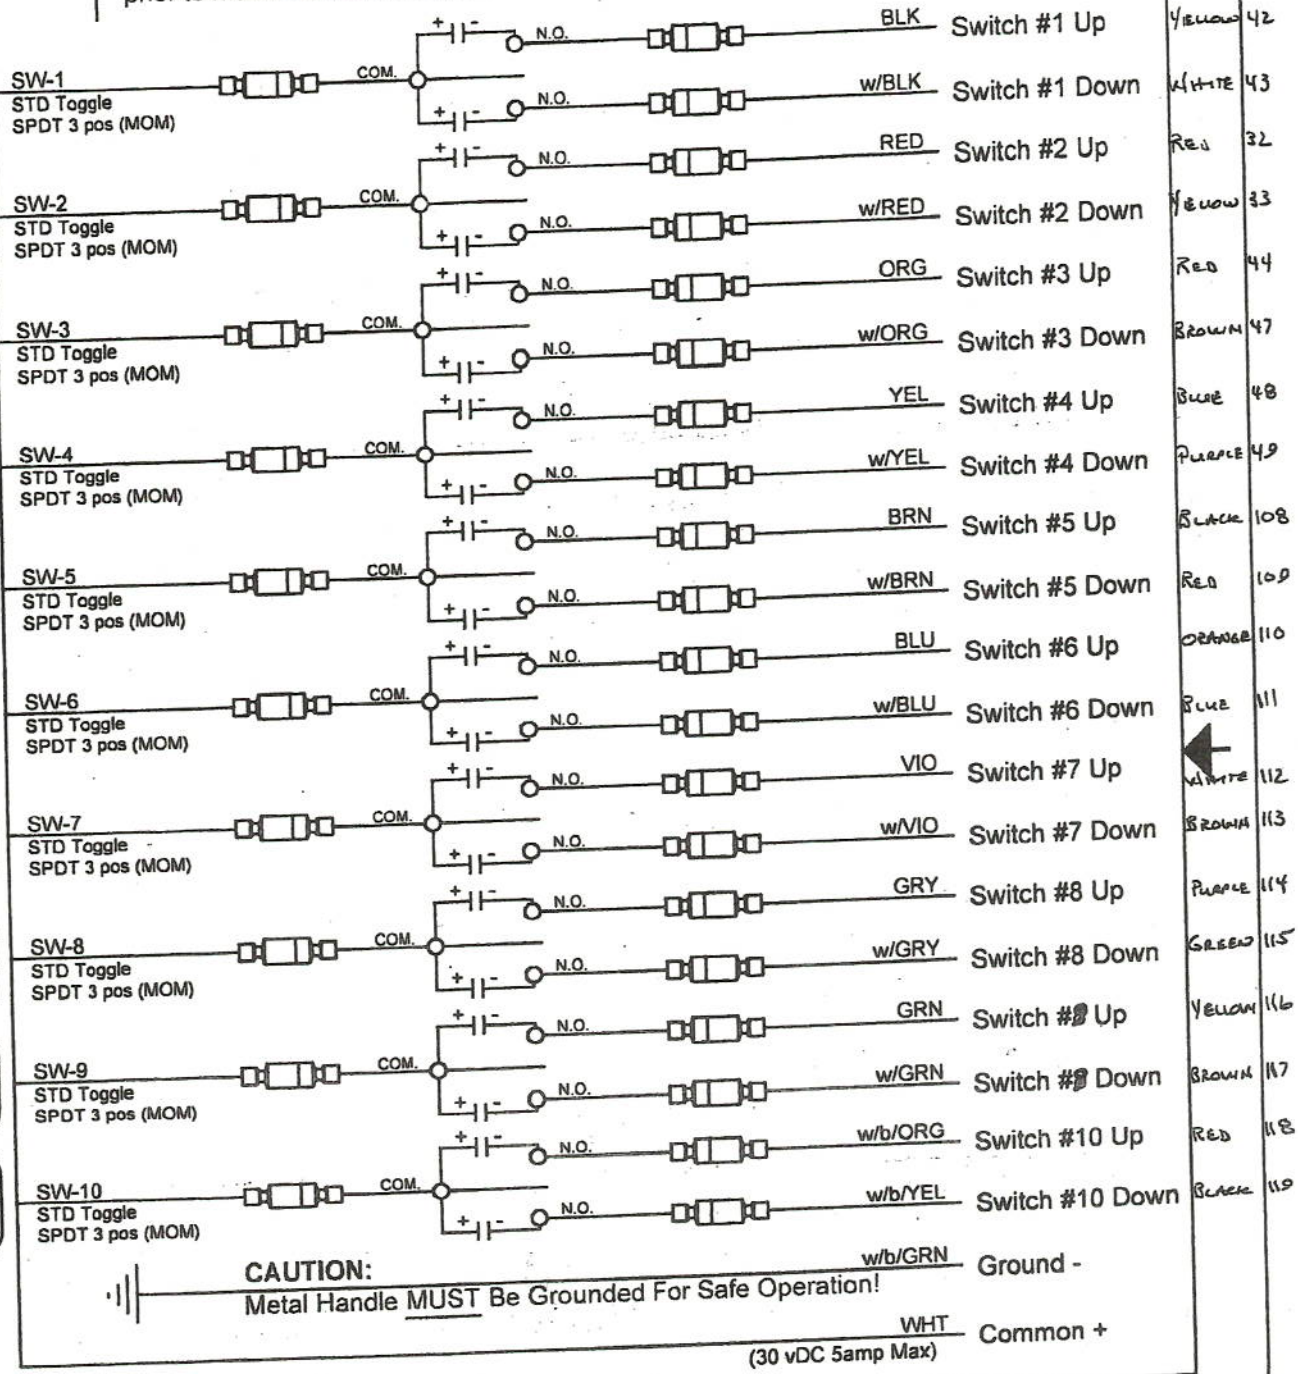 + -
N.O. BLK Switch #1 Up YELLOW 42
SW-1 COM.
STD Toggle
SPDT 3 pos (MOM)
+ - N.O. w/BLK Switch #1 Down WHITE 43
+ - N.O. RED Switch #2 Up RED 32
SW-2 COM.
STD Toggle
SPDT 3 pos (MOM)
+ - N.O. w/RED Switch #2 Down YELLOW 33
+ - N.O. ORG Switch #3 Up RED 44
SW-3 COM.
STD Toggle
SPDT 3 pos (MOM)
+ - N.O. w/ORG Switch #3 Down BROWN 47
+ - N.O. YEL Switch #4 Up BLUE 48
SW-4 COM.
STD Toggle
SPDT 3 pos (MOM)
+ - N.O. w/YEL Switch #4 Down PURPLE 49
+ - N.O. BRN Switch #5 Up BLACK 108
SW-5 COM.
STD Toggle
SPDT 3 pos (MOM)
+ - N.O. w/BRN Switch #5 Down RED 109
+ - N.O. BLU Switch #6 Up ORANGE 110
SW-6 COM.
STD Toggle
SPDT 3 pos (MOM)
+ - N.O. w/BLU Switch #6 Down BLUE 111
+ - N.O. VIO Switch #7 Up WHITE 112
SW-7 COM.
STD Toggle
SPDT 3 pos (MOM)
+ - N.O. w/VIO Switch #7 Down BROWN 113
+ - N.O. GRY Switch #8 Up PURPLE 114
SW-8 COM.
STD Toggle
SPDT 3 pos (MOM)
+ - N.O. w/GRY Switch #8 Down GREEN 115
+ - N.O. GRN Switch #9 Up YELLOW 116
SW-9 COM.
STD Toggle
SPDT 3 pos (MOM)
+ - N.O. w/GRN Switch #9 Down BROWN 117
+ - N.O. w/b/ORG Switch #10 Up RED 118
SW-10 COM.
STD Toggle
SPDT 3 pos (MOM)
+ - N.O. w/b/YEL Switch #10 Down BLACK 119
CAUTION: w/b/GRN Ground -
Metal Handle MUST Be Grounded For Safe Operation!
WHT Common +
(30 vDC 5amp Max)